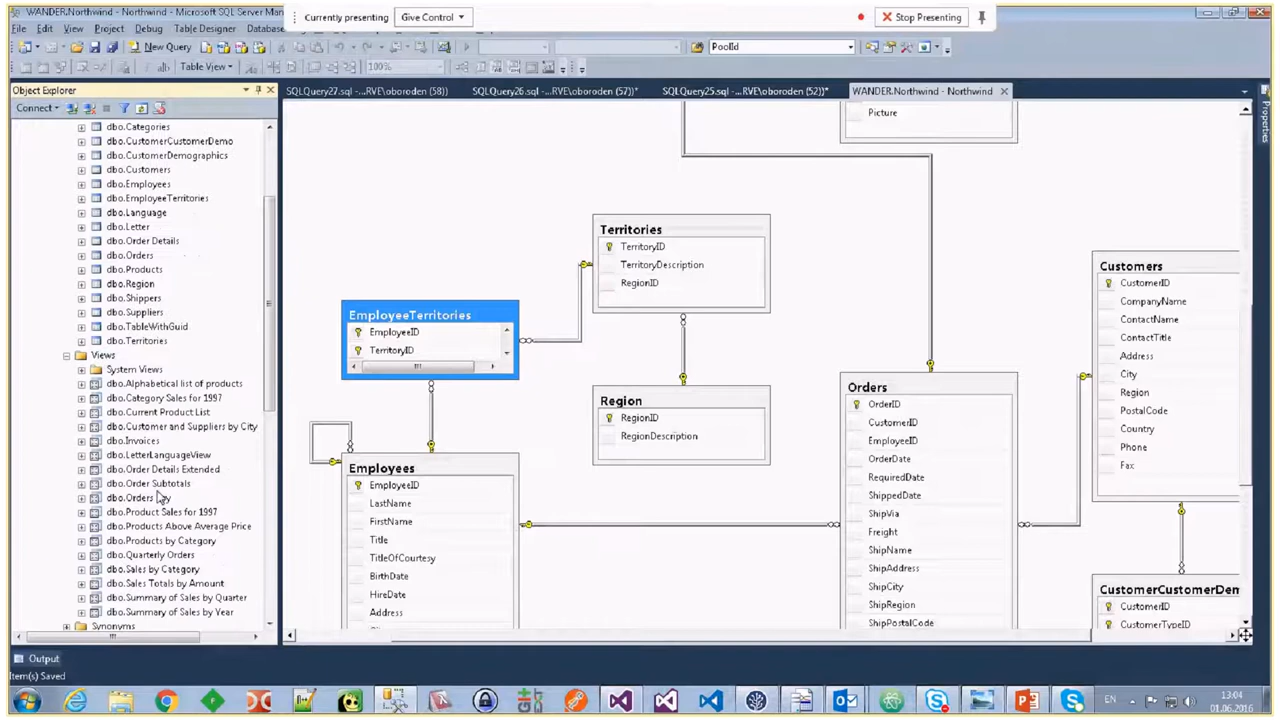 WANDER.Northwind - Microsoft SQL Server Man
Currently presenting
Give Control
Stop Presenting
File Edit View Project Debug Table Designer Database
New Query
PoolId
Table View
100%
Object Explorer
SQLQuery27.sql -...RVE\oboroden (58))
SQLQuery26.sql -...RVE\oboroden (57))*
SQLQuery25.sql -...RVE\oboroden (52))*
WANDER.Northwind - Northwind
Properties
Connect
dbo.Categories
dbo.CustomerCustomerDemo
dbo.CustomerDemographics
dbo.Customers
dbo.Employees
dbo.EmployeeTerritories
dbo.Language
dbo.Letter
dbo.Order Details
dbo.Orders
dbo.Products
dbo.Region
dbo.Shippers
dbo.Suppliers
dbo.TableWithGuid
dbo.Territories
Views
System Views
dbo.Alphabetical list of products
dbo.Category Sales for 1997
dbo.Current Product List
dbo.Customer and Suppliers by City
dbo.Invoices
dbo.LetterLanguageView
dbo.Order Details Extended
dbo.Order Subtotals
dbo.Orders
dbo.Product Sales for 1997
dbo.Products Above Average Price
dbo.Products by Category
dbo.Quarterly Orders
dbo.Sales by Category
dbo.Sales Totals by Amount
dbo.Summary of Sales by Quarter
dbo.Summary of Sales by Year
Synonyms
Picture
Territories
TerritoryID
TerritoryDescription
RegionID
EmployeeTerritories
EmployeeID
TerritoryID
Region
RegionID
RegionDescription
Employees
EmployeeID
LastName
FirstName
Title
TitleOfCourtesy
BirthDate
HireDate
Address
Orders
OrderID
CustomerID
EmployeeID
OrderDate
RequiredDate
ShippedDate
ShipVia
Freight
ShipName
ShipAddress
ShipCity
ShipRegion
ShipPostalCode
Customers
CustomerID
CompanyName
ContactName
ContactTitle
Address
City
Region
PostalCode
Country
Phone
Fax
CustomerCustomerDem
CustomerID
CustomerTypeID
Output
Item(s) Saved
EN
13:04
01.06.2016